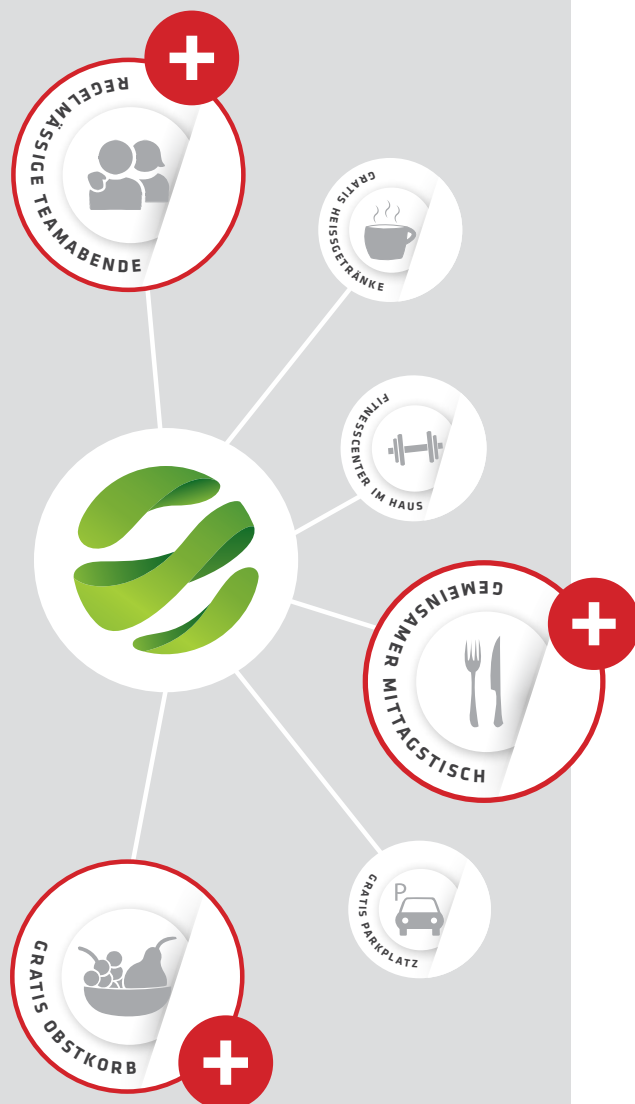 REGELMÄSSIGE TEAMABENDE
GRATIS HEISSGETRÄNKE
FITNESSCENTER IM HAUS
GEMEINSAMER MITTAGSTISCH
P
GRATIS PARKPLATZ
GRATIS OBSTKORB